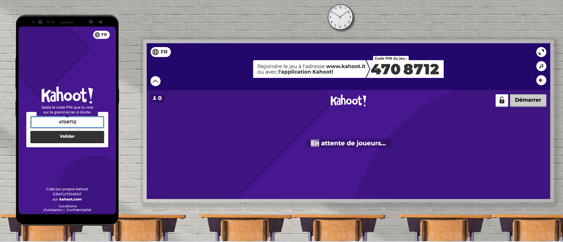 FR
Kahoot!
Saisis le code PIN que tu vois
sur le grand écran à droite.
4708712
Valider
Crée ton propre kahoot
GRATUITEMENT
sur kahoot.com
Conditions
d'utilisation | Confidentialité
FR
Rejoindre le jeu à l'adresse www.kahoot.it
ou avec l'application Kahoot!
Code PIN du jeu :
470 8712
0
Kahoot!
Démarrer
En attente de joueurs...